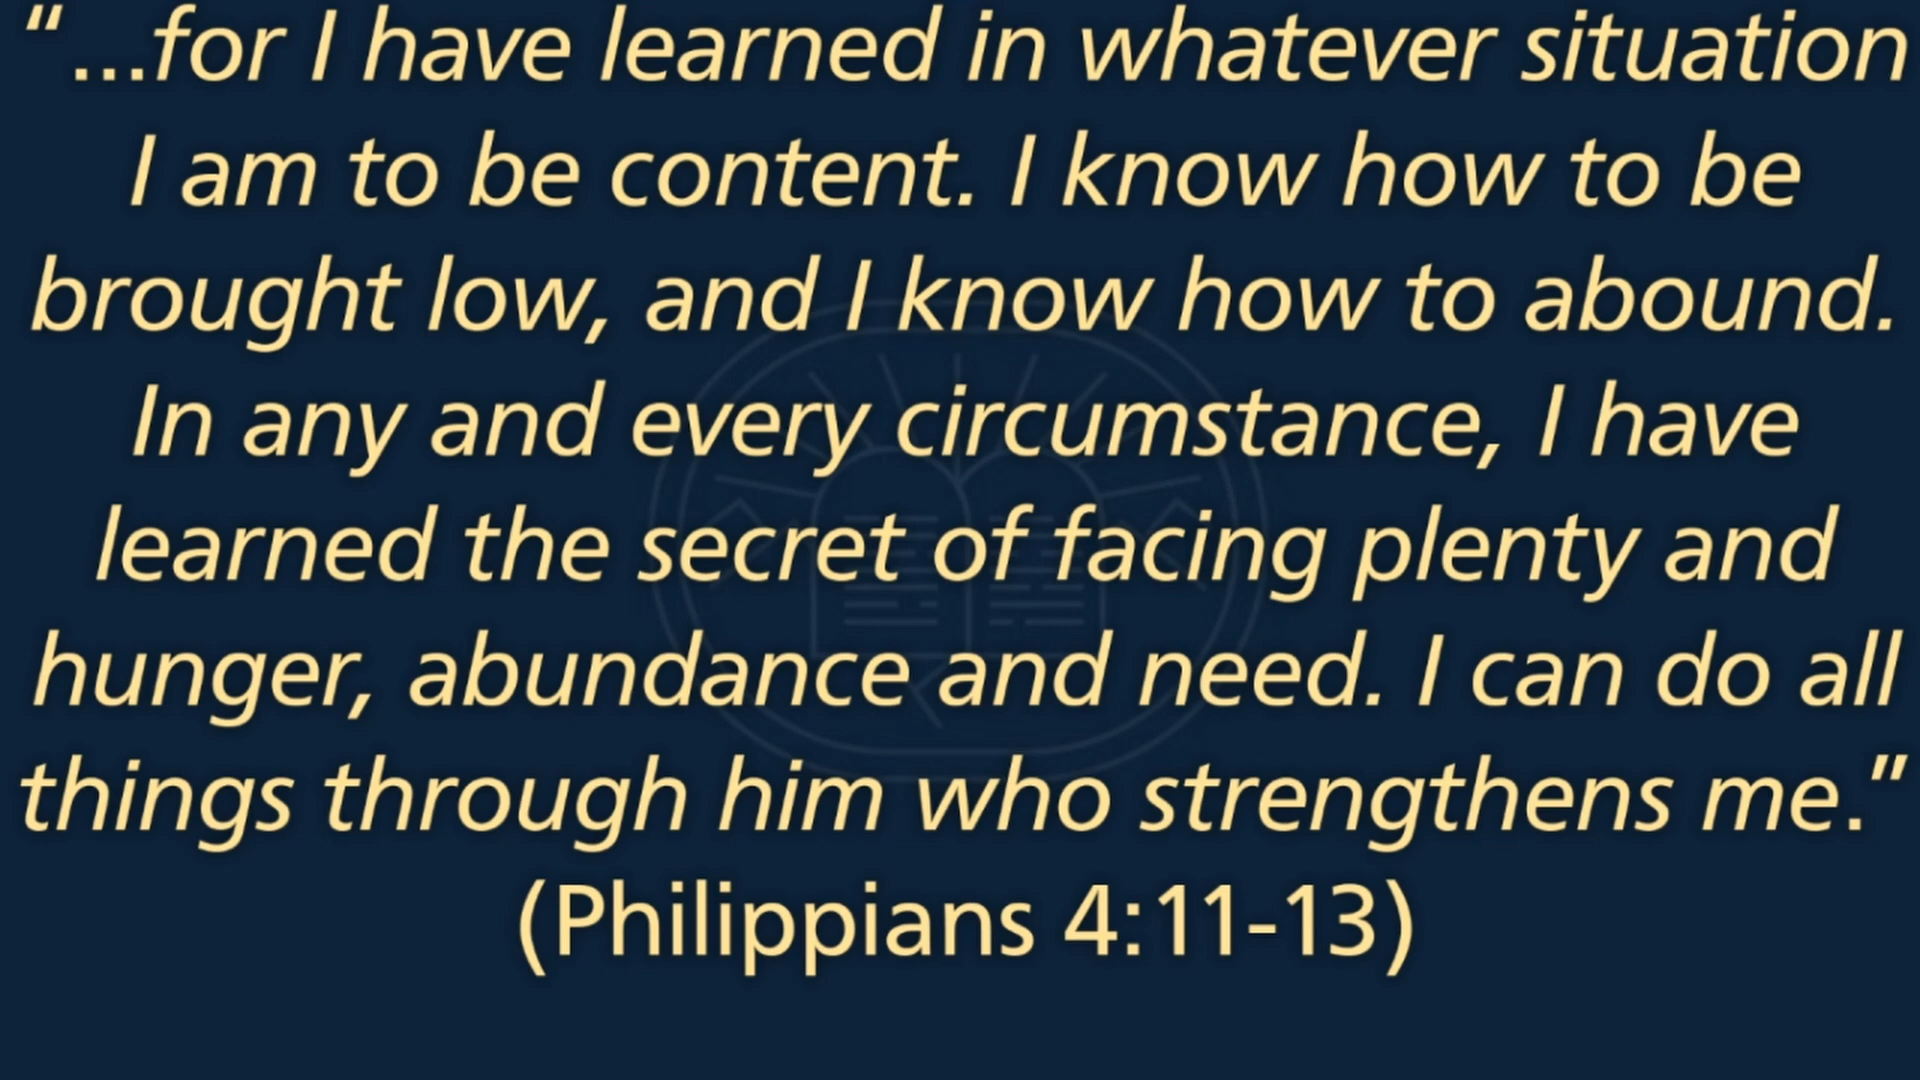 “...for I have learned in whatever situation
I am to be content. I know how to be
brought low, and I know how to abound.
In any and every circumstance, I have
learned the secret of facing plenty and
hunger, abundance and need. I can do all
things through him who strengthens me.”
(Philippians 4:11-13)